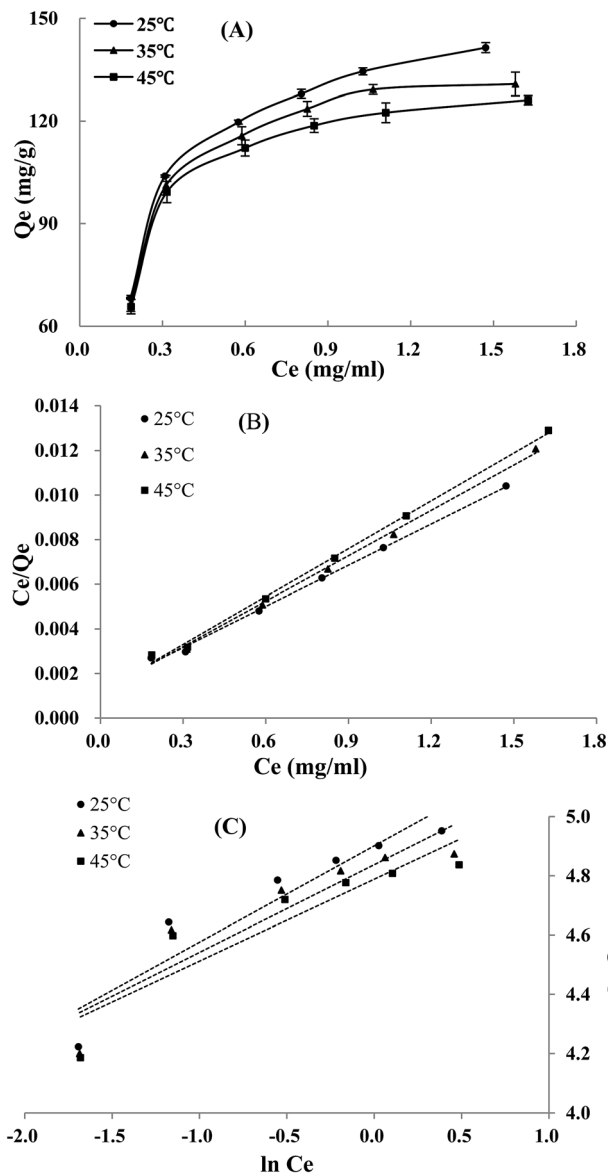 150
120
90
60
Qe (mg/g)
25℃
35℃
45℃
(A)
0.0 0.3 0.6 0.9 1.2 1.5 1.8
Ce (mg/ml)
0.014
0.012
0.010
0.008
0.006
0.004
0.002
0.000
Ce/Qe
25°C
35°C
45°C
(B)
0.0 0.3 0.6 0.9 1.2 1.5 1.8
Ce (mg/ml)
25°C
35°C
45°C
(C)
5.0
4.8
4.6
4.4
4.2
4.0
-2.0 -1.5 -1.0 -0.5 0.0 0.5 1.0
ln Ce